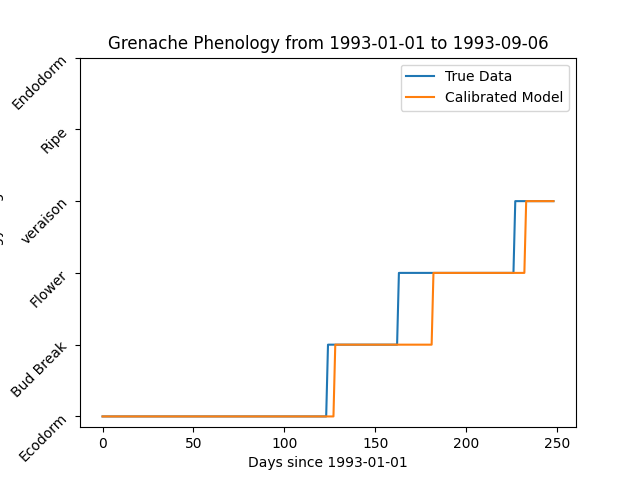 Grenache Phenology from 1993-01-01 to 1993-09-06
True Data
Calibrated Model
Endodorm
Ripe
veraison
Flower
Bud Break
Ecodorm
0 50 100 150 200 250
Days since 1993-01-01